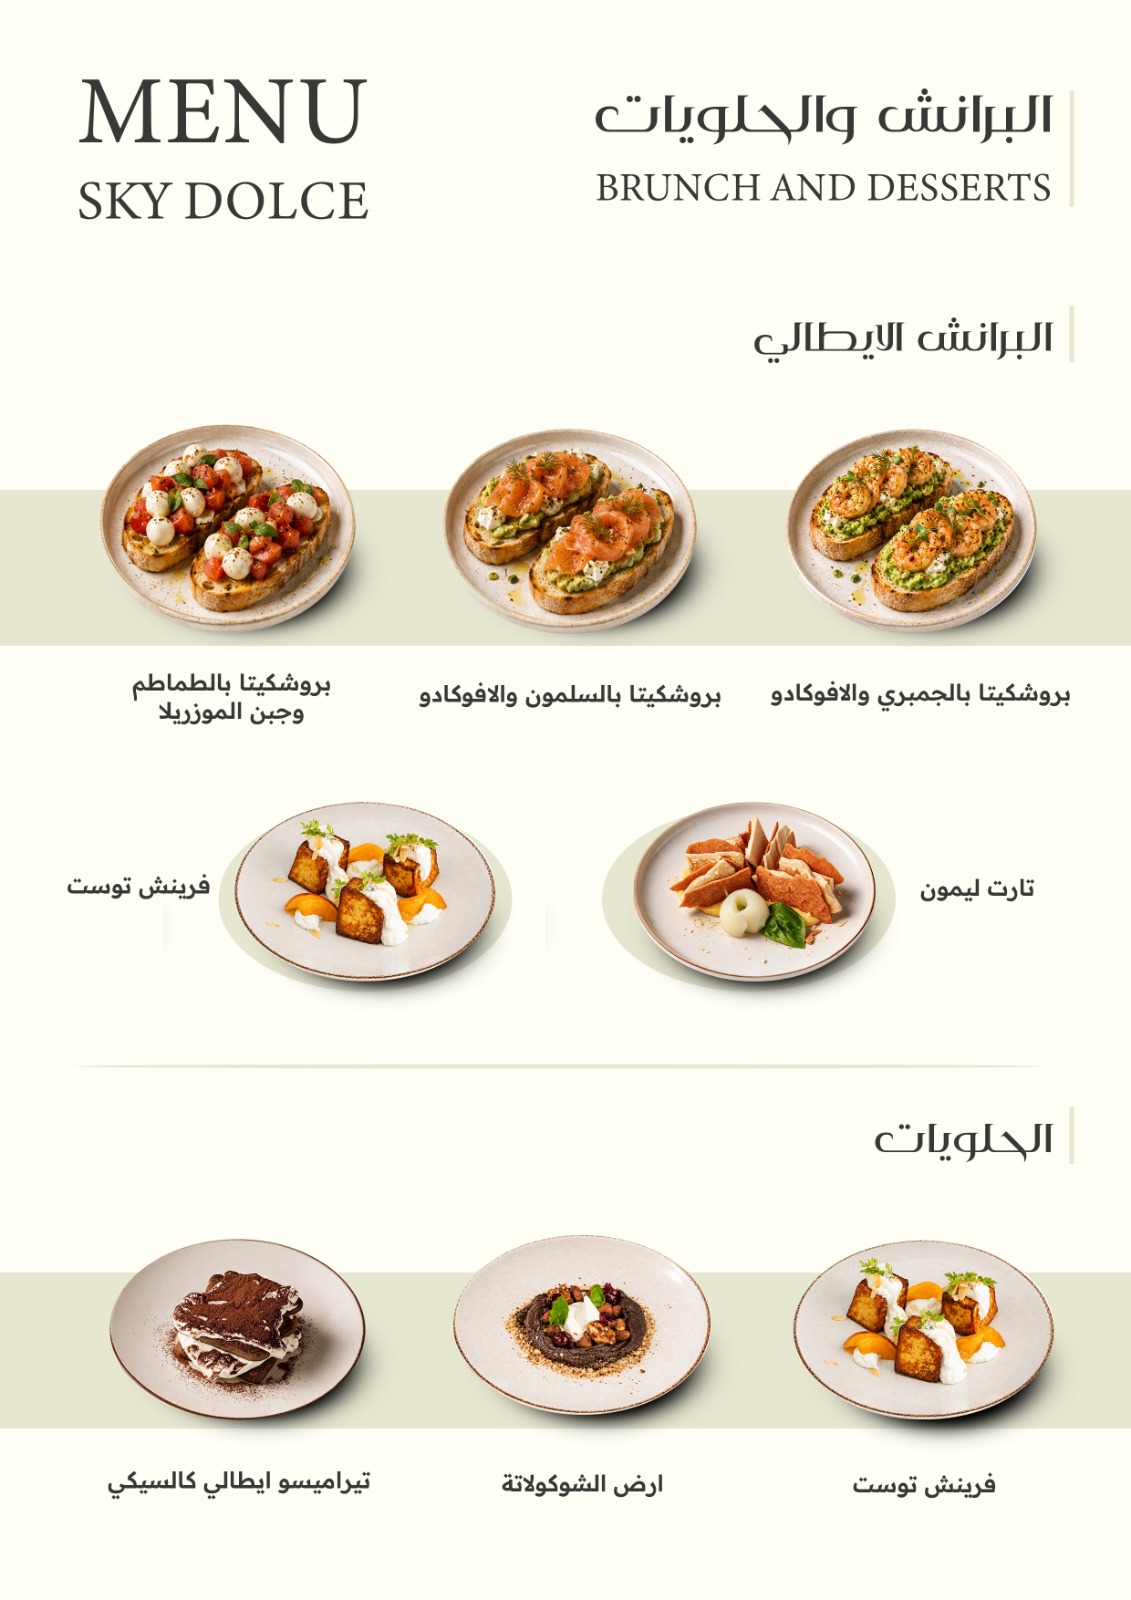 MENU
SKY DOLCE
البرانش والحلويات
BRUNCH AND DESSERTS
البرانش الايطالي
بروشكيتا بالجمبري والافوكادو
بروشكيتا بالسلمون والافوكادو
بروشكيتا بالطماطم
وجبن الموزريلا
تارت ليمون
فرينش توست
الحلويات
فرينش توست
ارض الشوكولاتة
تيراميسو ايطالي كالسيكي